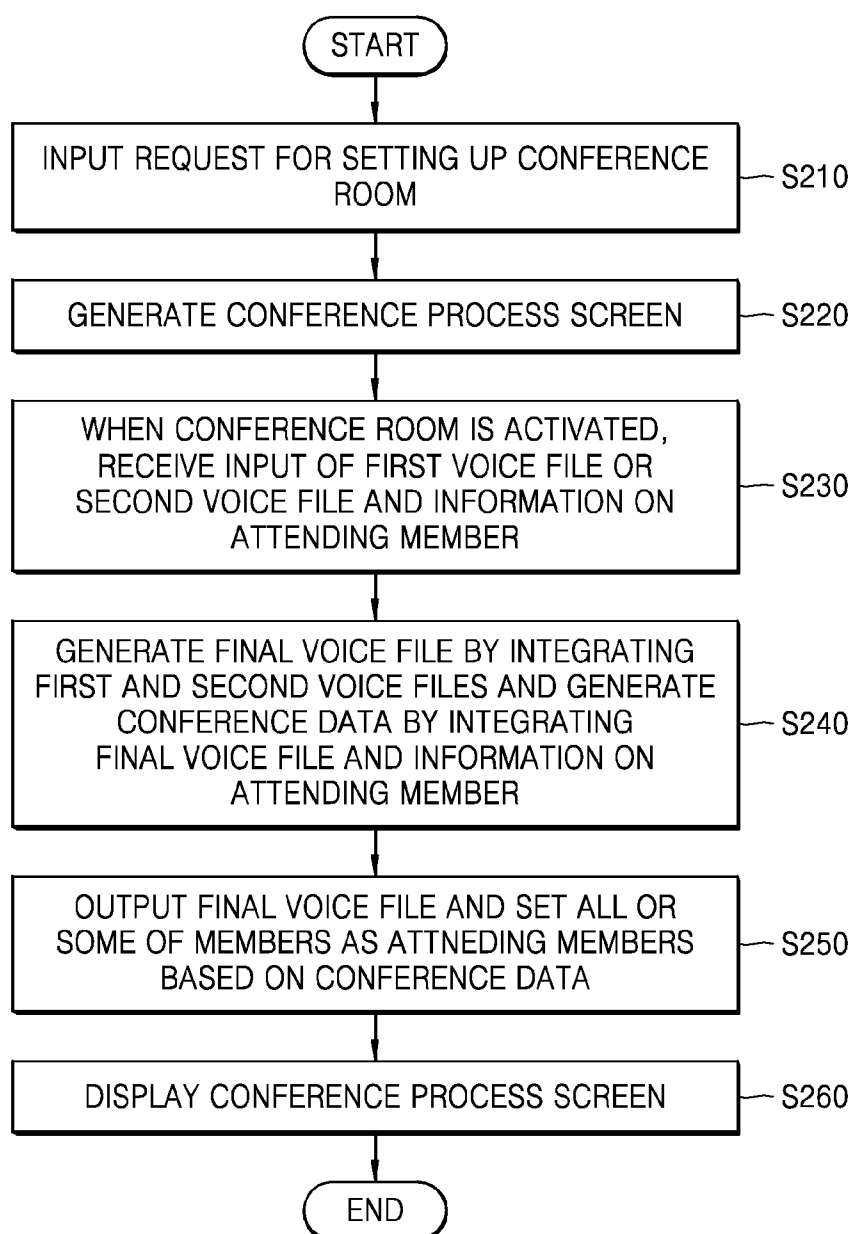 START
INPUT REQUEST FOR SETTING UP CONFERENCE
ROOM
S210
GENERATE CONFERENCE PROCESS SCREEN
S220
WHEN CONFERENCE ROOM IS ACTIVATED,
RECEIVE INPUT OF FIRST VOICE FILE OR
SECOND VOICE FILE AND INFORMATION ON
ATTENDING MEMBER
S230
GENERATE FINAL VOICE FILE BY INTEGRATING
FIRST AND SECOND VOICE FILES AND GENERATE
CONFERENCE DATA BY INTEGRATING
FINAL VOICE FILE AND INFORMATION ON
ATTENDING MEMBER
S240
OUTPUT FINAL VOICE FILE AND SET ALL OR
SOME OF MEMBERS AS ATTNEDING MEMBERS
BASED ON CONFERENCE DATA
S250
DISPLAY CONFERENCE PROCESS SCREEN
S260
END